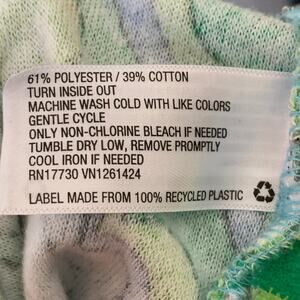 61% POLYESTER / 39% COTTON
TURN INSIDE OUT
MACHINE WASH COLD WITH LIKE COLORS
GENTLE CYCLE
ONLY NON-CHLORINE BLEACH IF NEEDED
TUMBLE DRY LOW, REMOVE PROMPTLY
COOL IRON IF NEEDED
RN17730 VN1261424
LABEL MADE FROM 100% RECYCLED PLASTIC